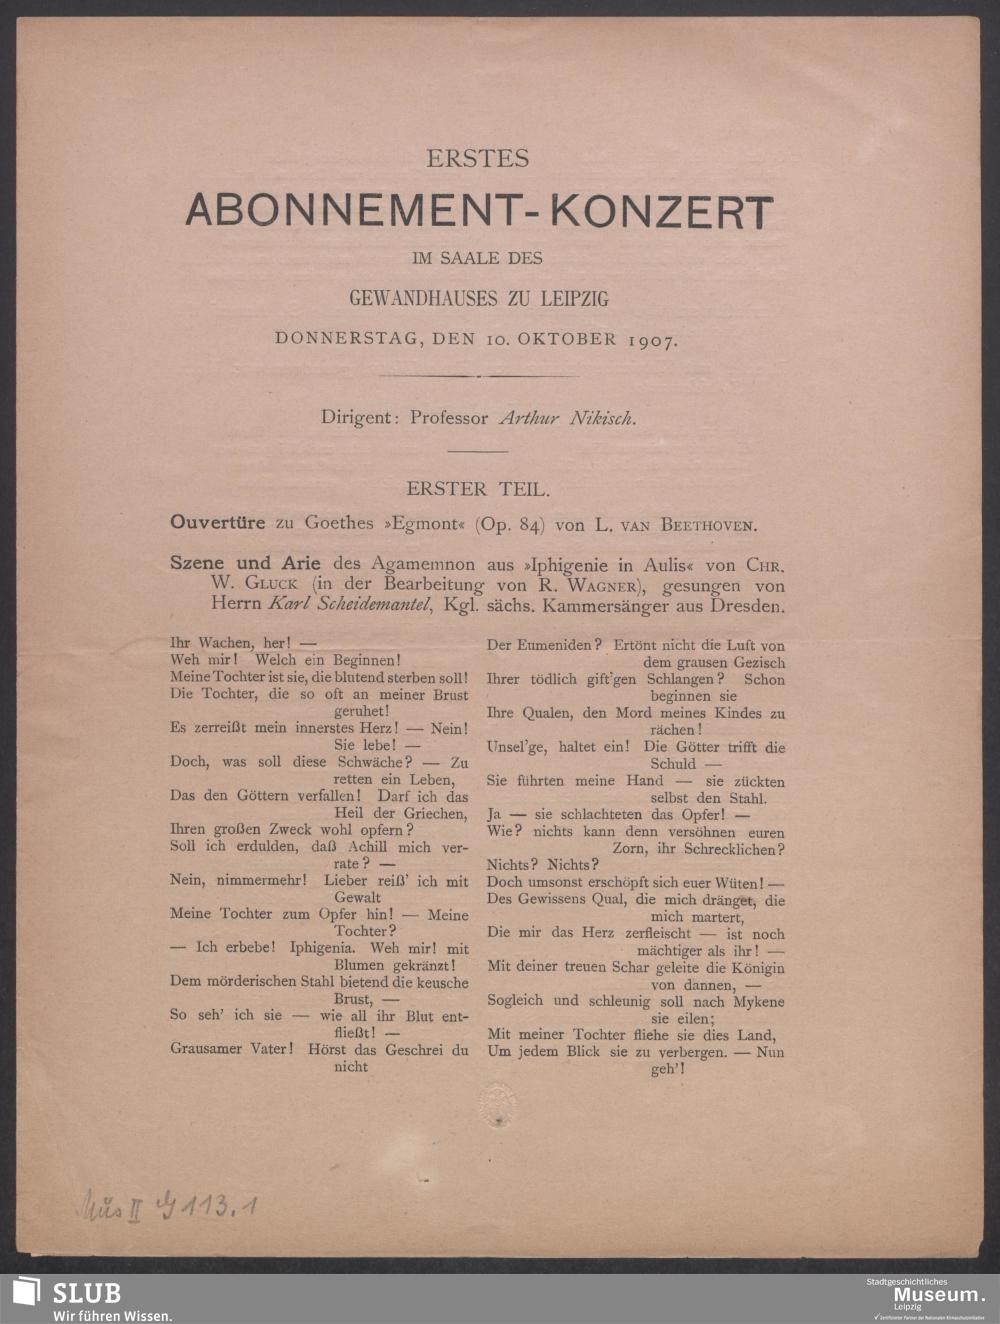 ERSTES
ABONNEMENT-KONZERT
IM SAALE DES
GEWANDHAUSES ZU LEIPZIG
DONNERSTAG, DEN 10. OKTOBER 1907.
Dirigent: Professor Arthur Nikisch.
ERSTER TEIL.
Ouvertüre zu Goethes »Egmont« (Op. 84) von L. VAN BEETHOVEN.
Szene und Arie des Agamemnon aus »Iphigenie in Aulis« von CHR.
W. GLUCK (in der Bearbeitung von R. WAGNER), gesungen von
Herrn Karl Scheidemantel, Kgl. sächs. Kammersänger aus Dresden.
Ihr Wachen, her! —
Weh mir! Welch ein Beginnen!
Meine Tochter ist sie, die blutend sterben soll!
Die Tochter, die so oft an meiner Brust
geruhet!
Es zerreißt mein innerstes Herz! — Nein!
Sie lebe! —
Doch, was soll diese Schwäche? — Zu
retten ein Leben,
Das den Göttern verfallen! Darf ich das
Heil der Griechen,
Ihren großen Zweck wohl opfern?
Soll ich erdulden, daß Achill mich ver-
rate? —
Nein, nimmermehr! Lieber reiß' ich mit
Gewalt
Meine Tochter zum Opfer hin! — Meine
Tochter?
— Ich erbebe! Iphigenia. Weh mir! mit
Blumen gekränzt!
Dem mörderischen Stahl bietend die keusche
Brust, —
So seh' ich sie — wie all ihr Blut ent-
fließt! —
Grausamer Vater! Hörst das Geschrei du
nicht
Der Eumeniden? Ertönt nicht die Luft von
dem grausen Gezisch
Ihrer tödlich gift'gen Schlangen? Schon
beginnen sie
Ihre Qualen, den Mord meines Kindes zu
rächen!
Unsel'ge, haltet ein! Die Götter trifft die
Schuld —
Sie führten meine Hand — sie zückten
selbst den Stahl.
Ja — sie schlachteten das Opfer! —
Wie? nichts kann denn versöhnen euren
Zorn, ihr Schrecklichen?
Nichts? Nichts?
Doch umsonst erschöpft sich euer Wüten! —
Des Gewissens Qual, die mich dränget, die
mich martert,
Die mir das Herz zerfleischt — ist noch
mächtiger als ihr! —
Mit deiner treuen Schar geleite die Königin
von dannen, —
Sogleich und schleunig soll nach Mykene
sie eilen;
Mit meiner Tochter fliehe sie dies Land,
Um jedem Blick sie zu verbergen. — Nun
geh'!
Mus II G 113.1
SLUB
Wir führen Wissen.
Stadtgeschichtliches
Museum.
Leipzig
Zertifizierter Partner der Nationalen Klimaschutzinitiative